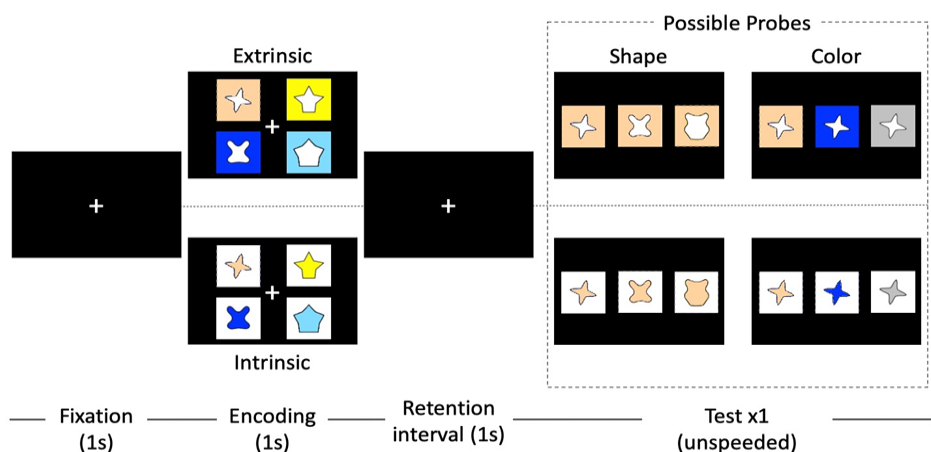 Possible Probes
Extrinsic
Shape
Color
Intrinsic
Fixation
(1s)
Encoding
(1s)
Retention
interval (1s)
Test x1
(unspeeded)